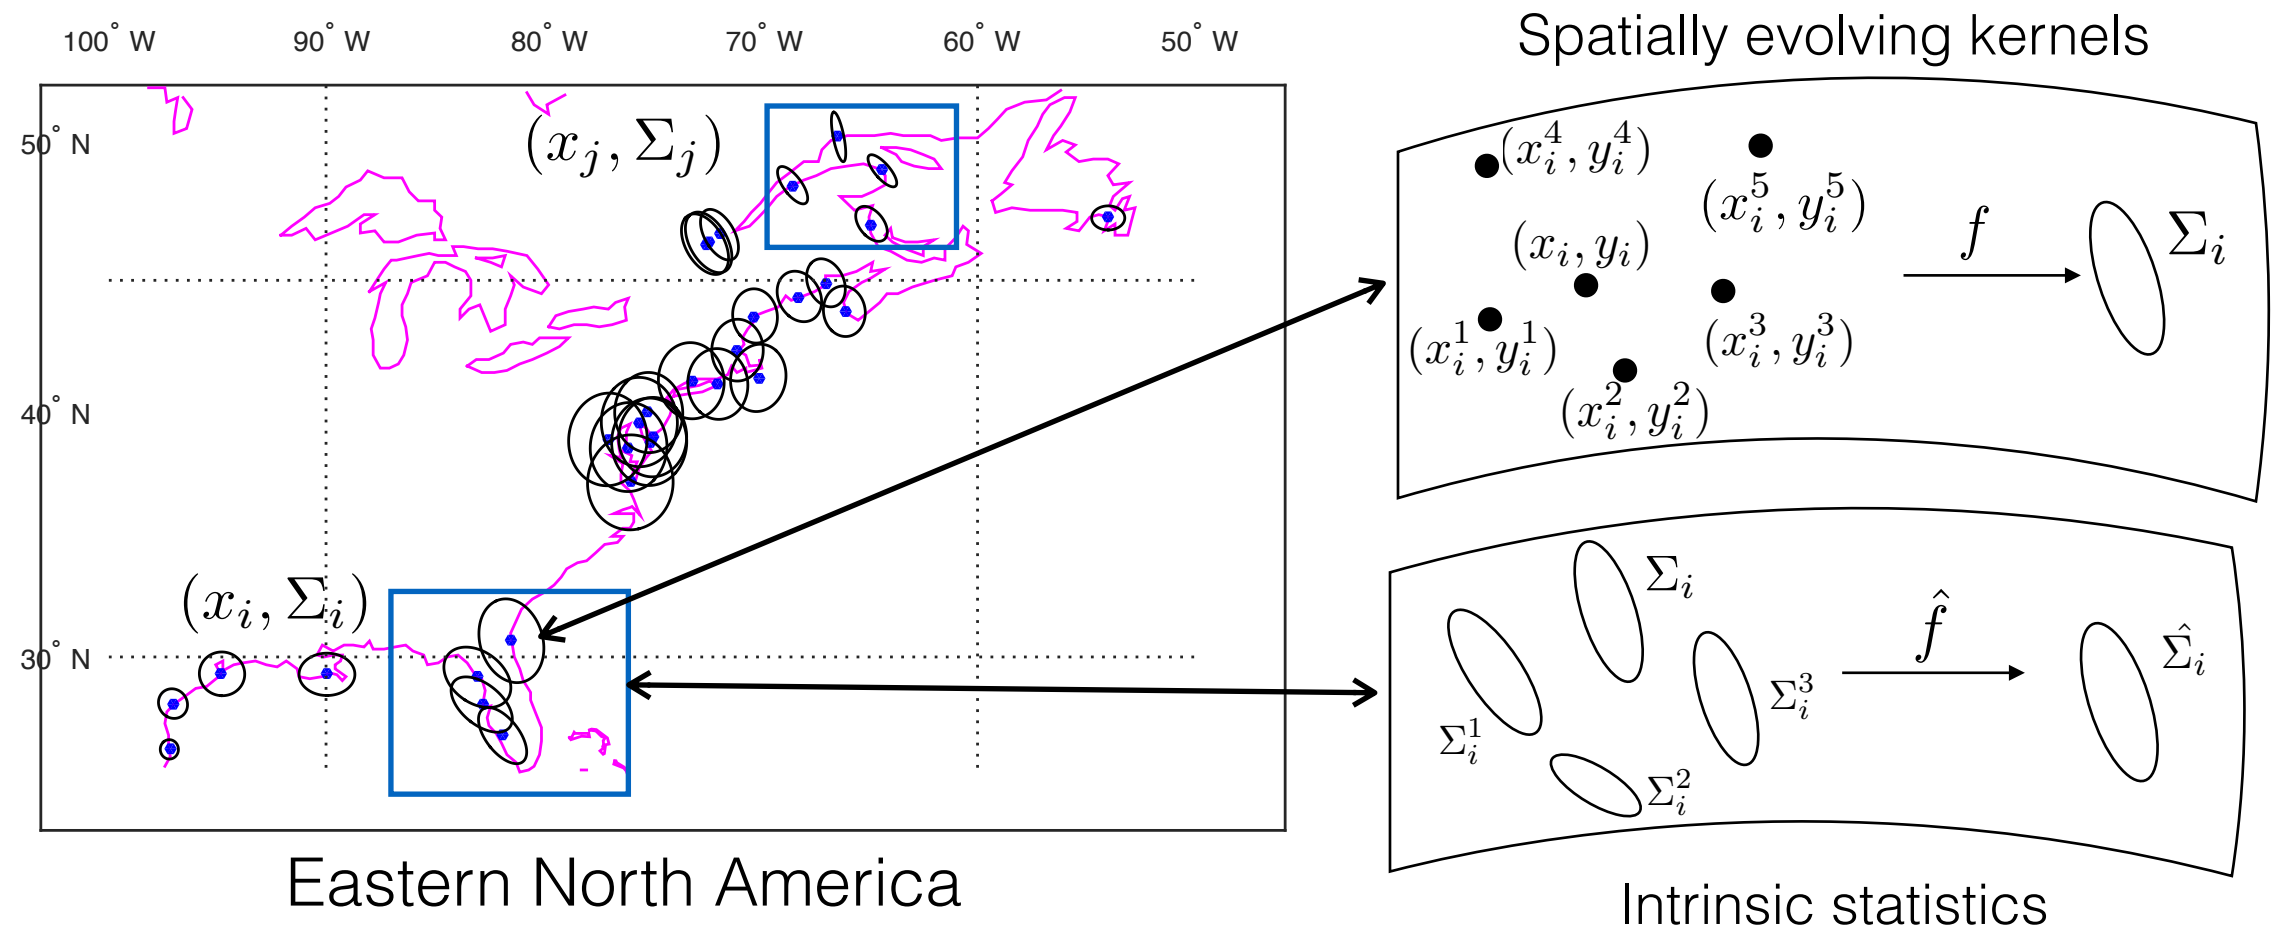 100° W 90° W 80° W 70° W 60° W 50° W
50° N
40° N
30° N
(x_j, Σ_j)
(x_i, Σ_i)
Eastern North America
Spatially evolving kernels
(x_i^4, y_i^4)
(x_i^5, y_i^5)
(x_i, y_i)
(x_i^1, y_i^1)
(x_i^3, y_i^3)
(x_i^2, y_i^2)
f
Σ_i
Σ_i
Σ_i^1
Σ_i^3
Σ_i^2
f̂
Σ̂_i
Intrinsic statistics